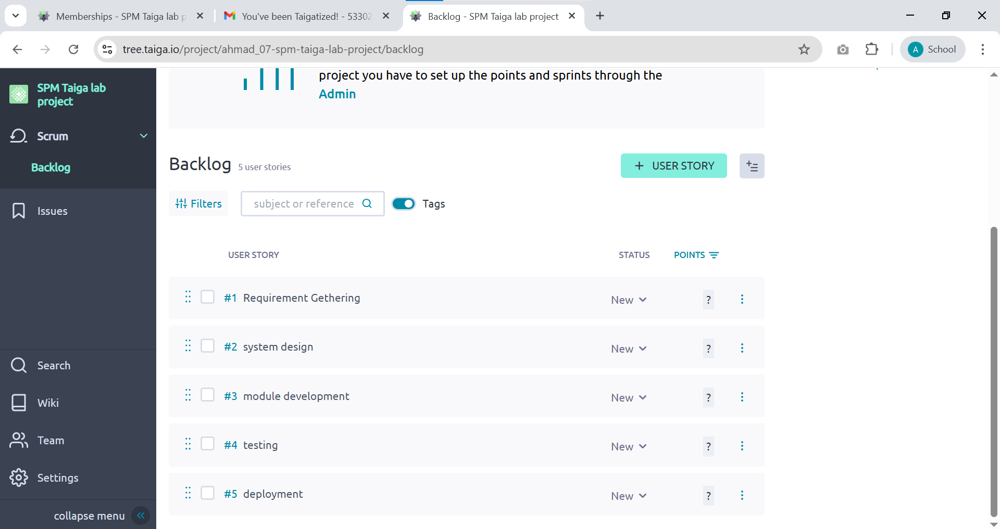 Memberships - SPM Taiga lab p
You've been Taigatized! - 53302
Backlog - SPM Taiga lab project
tree.taiga.io/project/ahmad_07-spm-taiga-lab-project/backlog
A School
SPM Taiga lab
project
Scrum
Backlog
Issues
Search
Wiki
Team
Settings
collapse menu
project you have to set up the points and sprints through the
Admin
Backlog 5 user stories
+ USER STORY
Filters
subject or reference
Tags
USER STORY STATUS POINTS
#1 Requirement Gethering New ?
#2 system design New ?
#3 module development New ?
#4 testing New ?
#5 deployment New ?